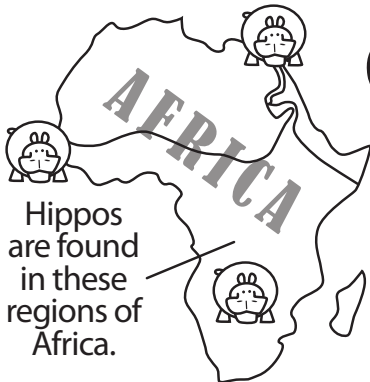 AFRICA
Hippos
are found
in these
regions of
Africa.